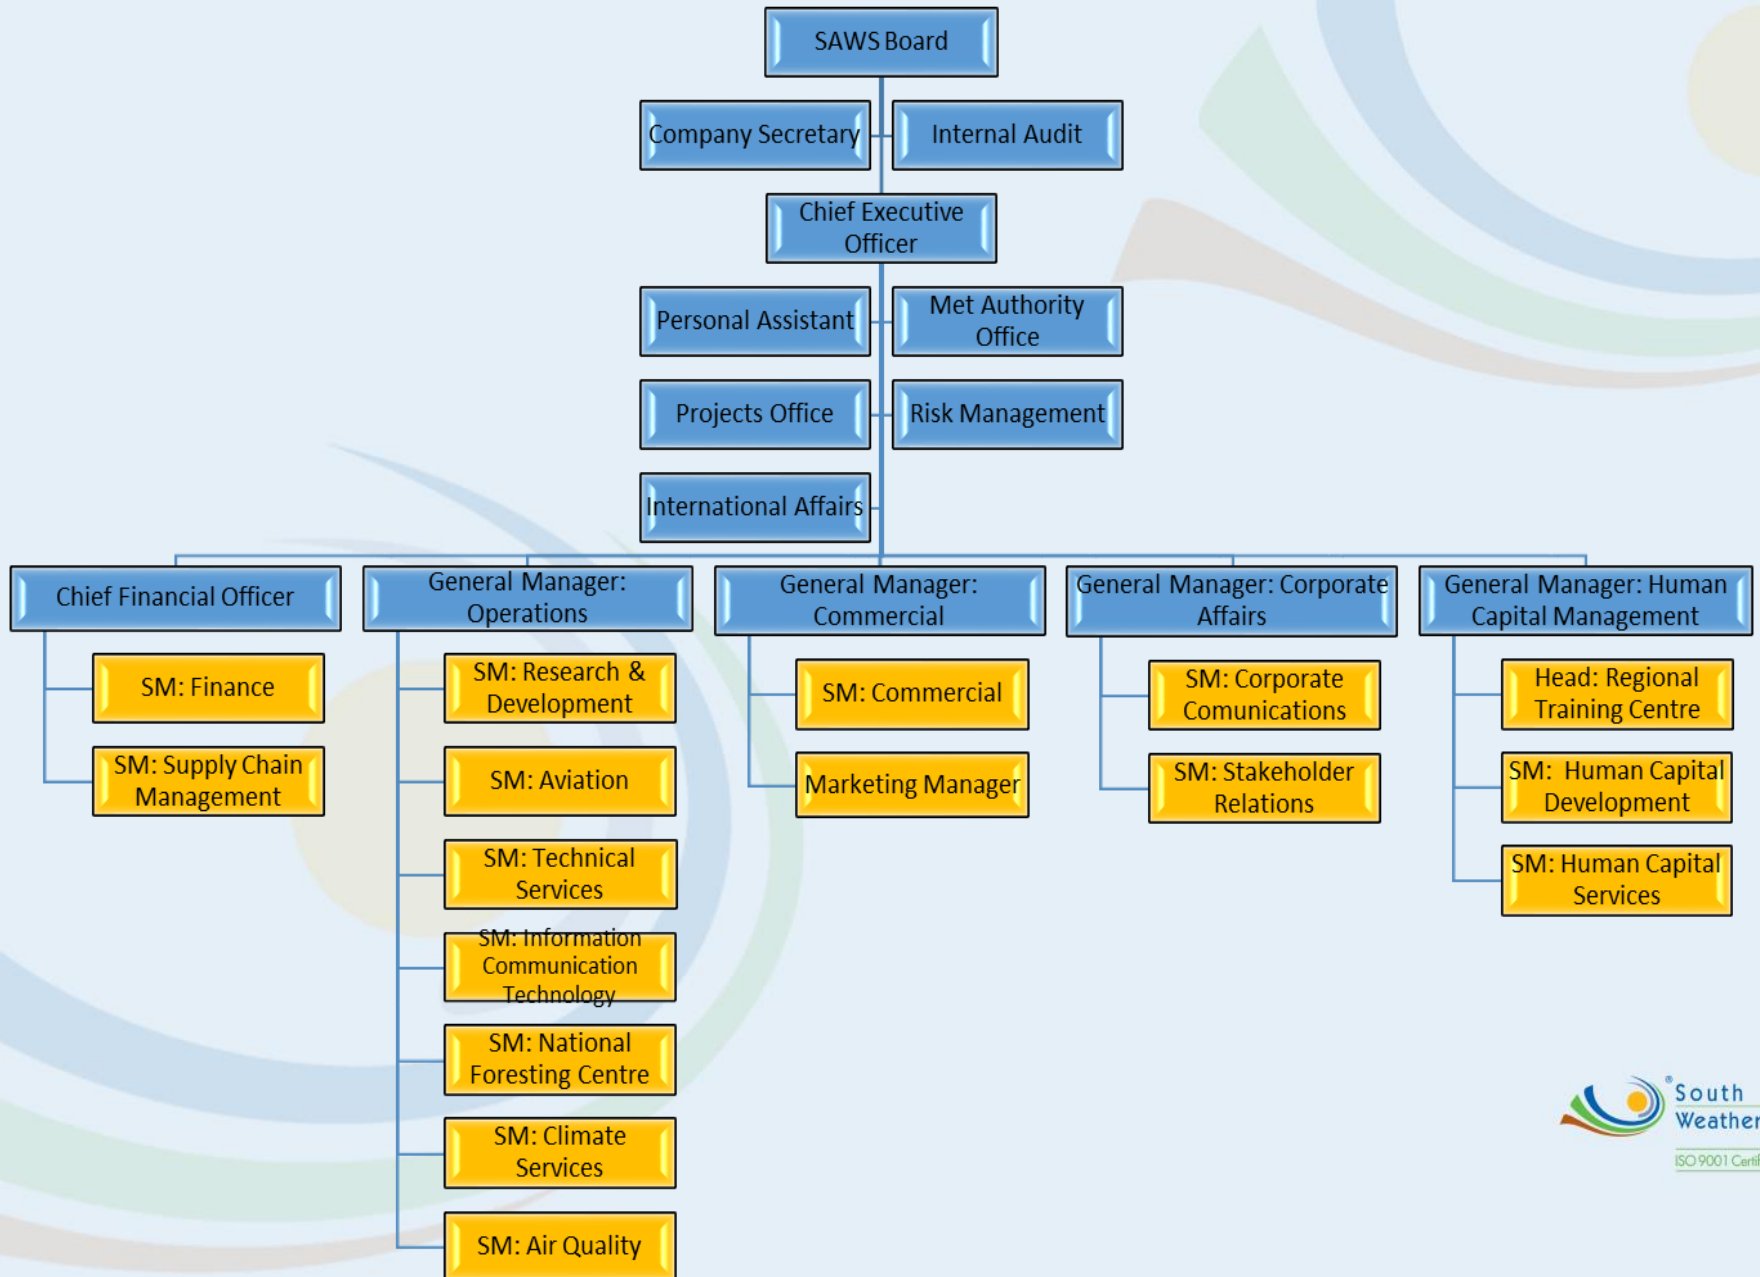 SAWS Board
Company Secretary
Internal Audit
Chief Executive
Officer
Personal Assistant
Met Authority
Office
Projects Office
Risk Management
International Affairs
Chief Financial Officer
General Manager:
Operations
General Manager:
Commercial
General Manager: Corporate
Affairs
General Manager: Human
Capital Management
SM: Finance
SM: Supply Chain
Management
SM: Research &
Development
SM: Aviation
SM: Technical
Services
SM: Information
Communication
Technology
SM: National
Foresting Centre
SM: Climate
Services
SM: Air Quality
SM: Commercial
Marketing Manager
SM: Corporate
Comunications
SM: Stakeholder
Relations
Head: Regional
Training Centre
SM: Human Capital
Development
SM: Human Capital
Services
®
South
Weather
ISO 9001 Certif